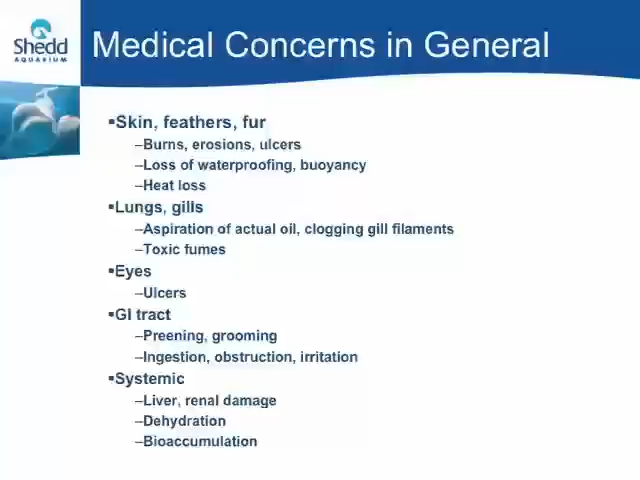 Shedd
AQUARIUM
Medical Concerns in General
▪Skin, feathers, fur
–Burns, erosions, ulcers
–Loss of waterproofing, buoyancy
–Heat loss
▪Lungs, gills
–Aspiration of actual oil, clogging gill filaments
–Toxic fumes
▪Eyes
–Ulcers
▪GI tract
–Preening, grooming
–Ingestion, obstruction, irritation
▪Systemic
–Liver, renal damage
–Dehydration
–Bioaccumulation